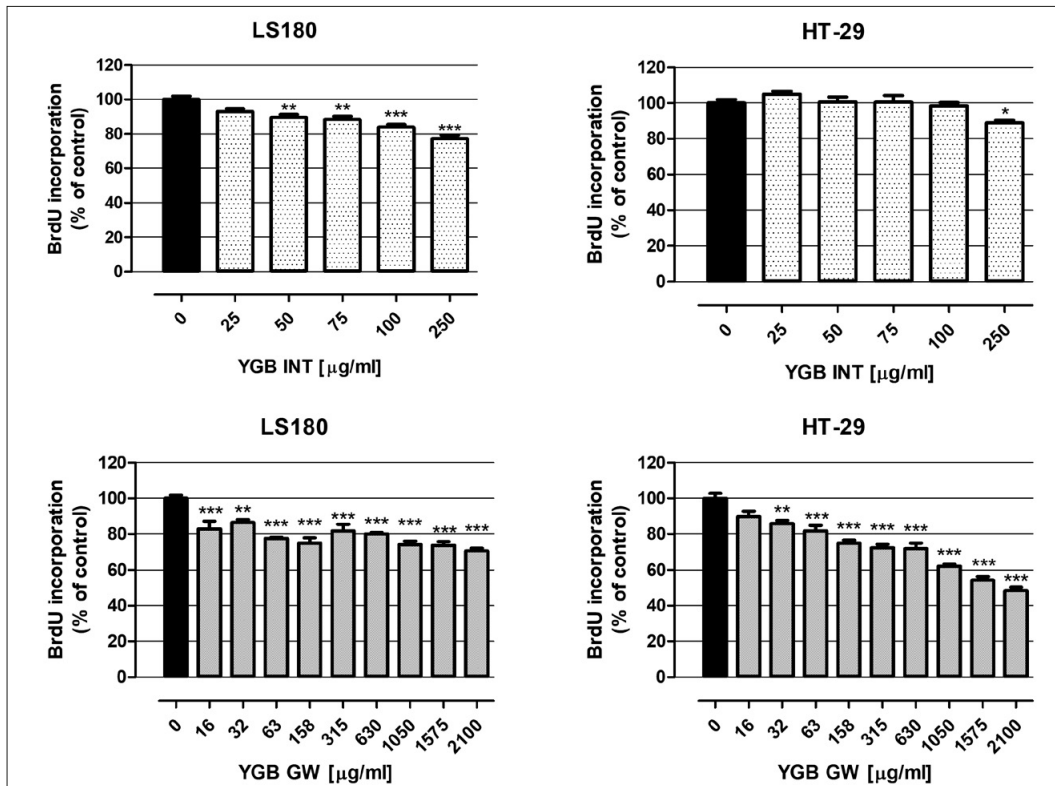 LS180
BrdU incorporation
(% of control)
120
100
80
60
40
20
0
** ** *** ***
0 25 50 75 100 250
YGB INT [μg/ml]
HT-29
BrdU incorporation
(% of control)
120
100
80
60
40
20
0
*
0 25 50 75 100 250
YGB INT [μg/ml]
LS180
BrdU incorporation
(% of control)
120
100
80
60
40
20
0
*** ** *** *** *** *** *** *** ***
0 16 32 63 158 315 630 1050 1575 2100
YGB GW [μg/ml]
HT-29
BrdU incorporation
(% of control)
120
100
80
60
40
20
0
** *** *** *** *** *** *** ***
0 16 32 63 158 315 630 1050 1575 2100
YGB GW [μg/ml]